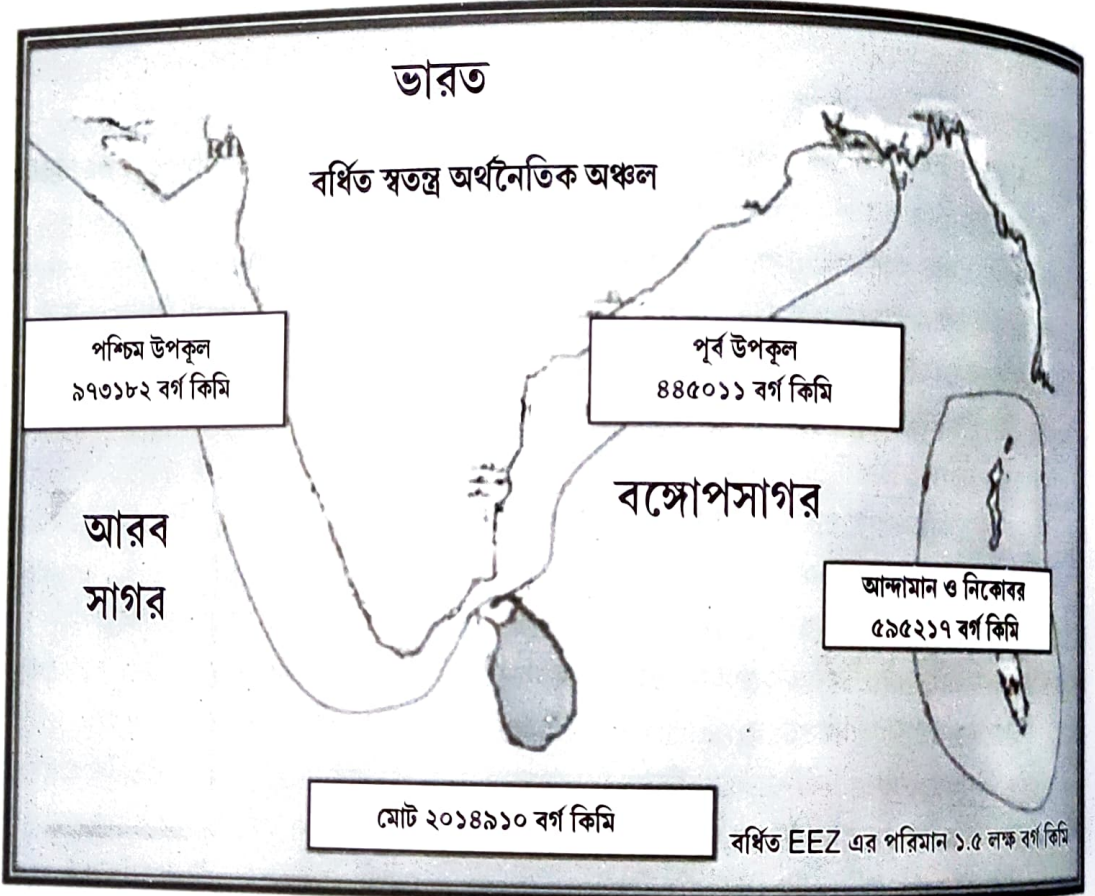 ভারত
বর্ধিত স্বতন্ত্র অর্থনৈতিক অঞ্চল
পশ্চিম উপকূল
৯৭৩১৮২ বর্গ কিমি
পূর্ব উপকূল
৪৪৫০১১ বর্গ কিমি
আরব
সাগর
বঙ্গোপসাগর
আন্দামান ও নিকোবর
৫৯৫২১৭ বর্গ কিমি
মোট ২০১৪৯১০ বর্গ কিমি
বর্ধিত EEZ এর পরিমান ১.৫ লক্ষ বর্গ কিমি